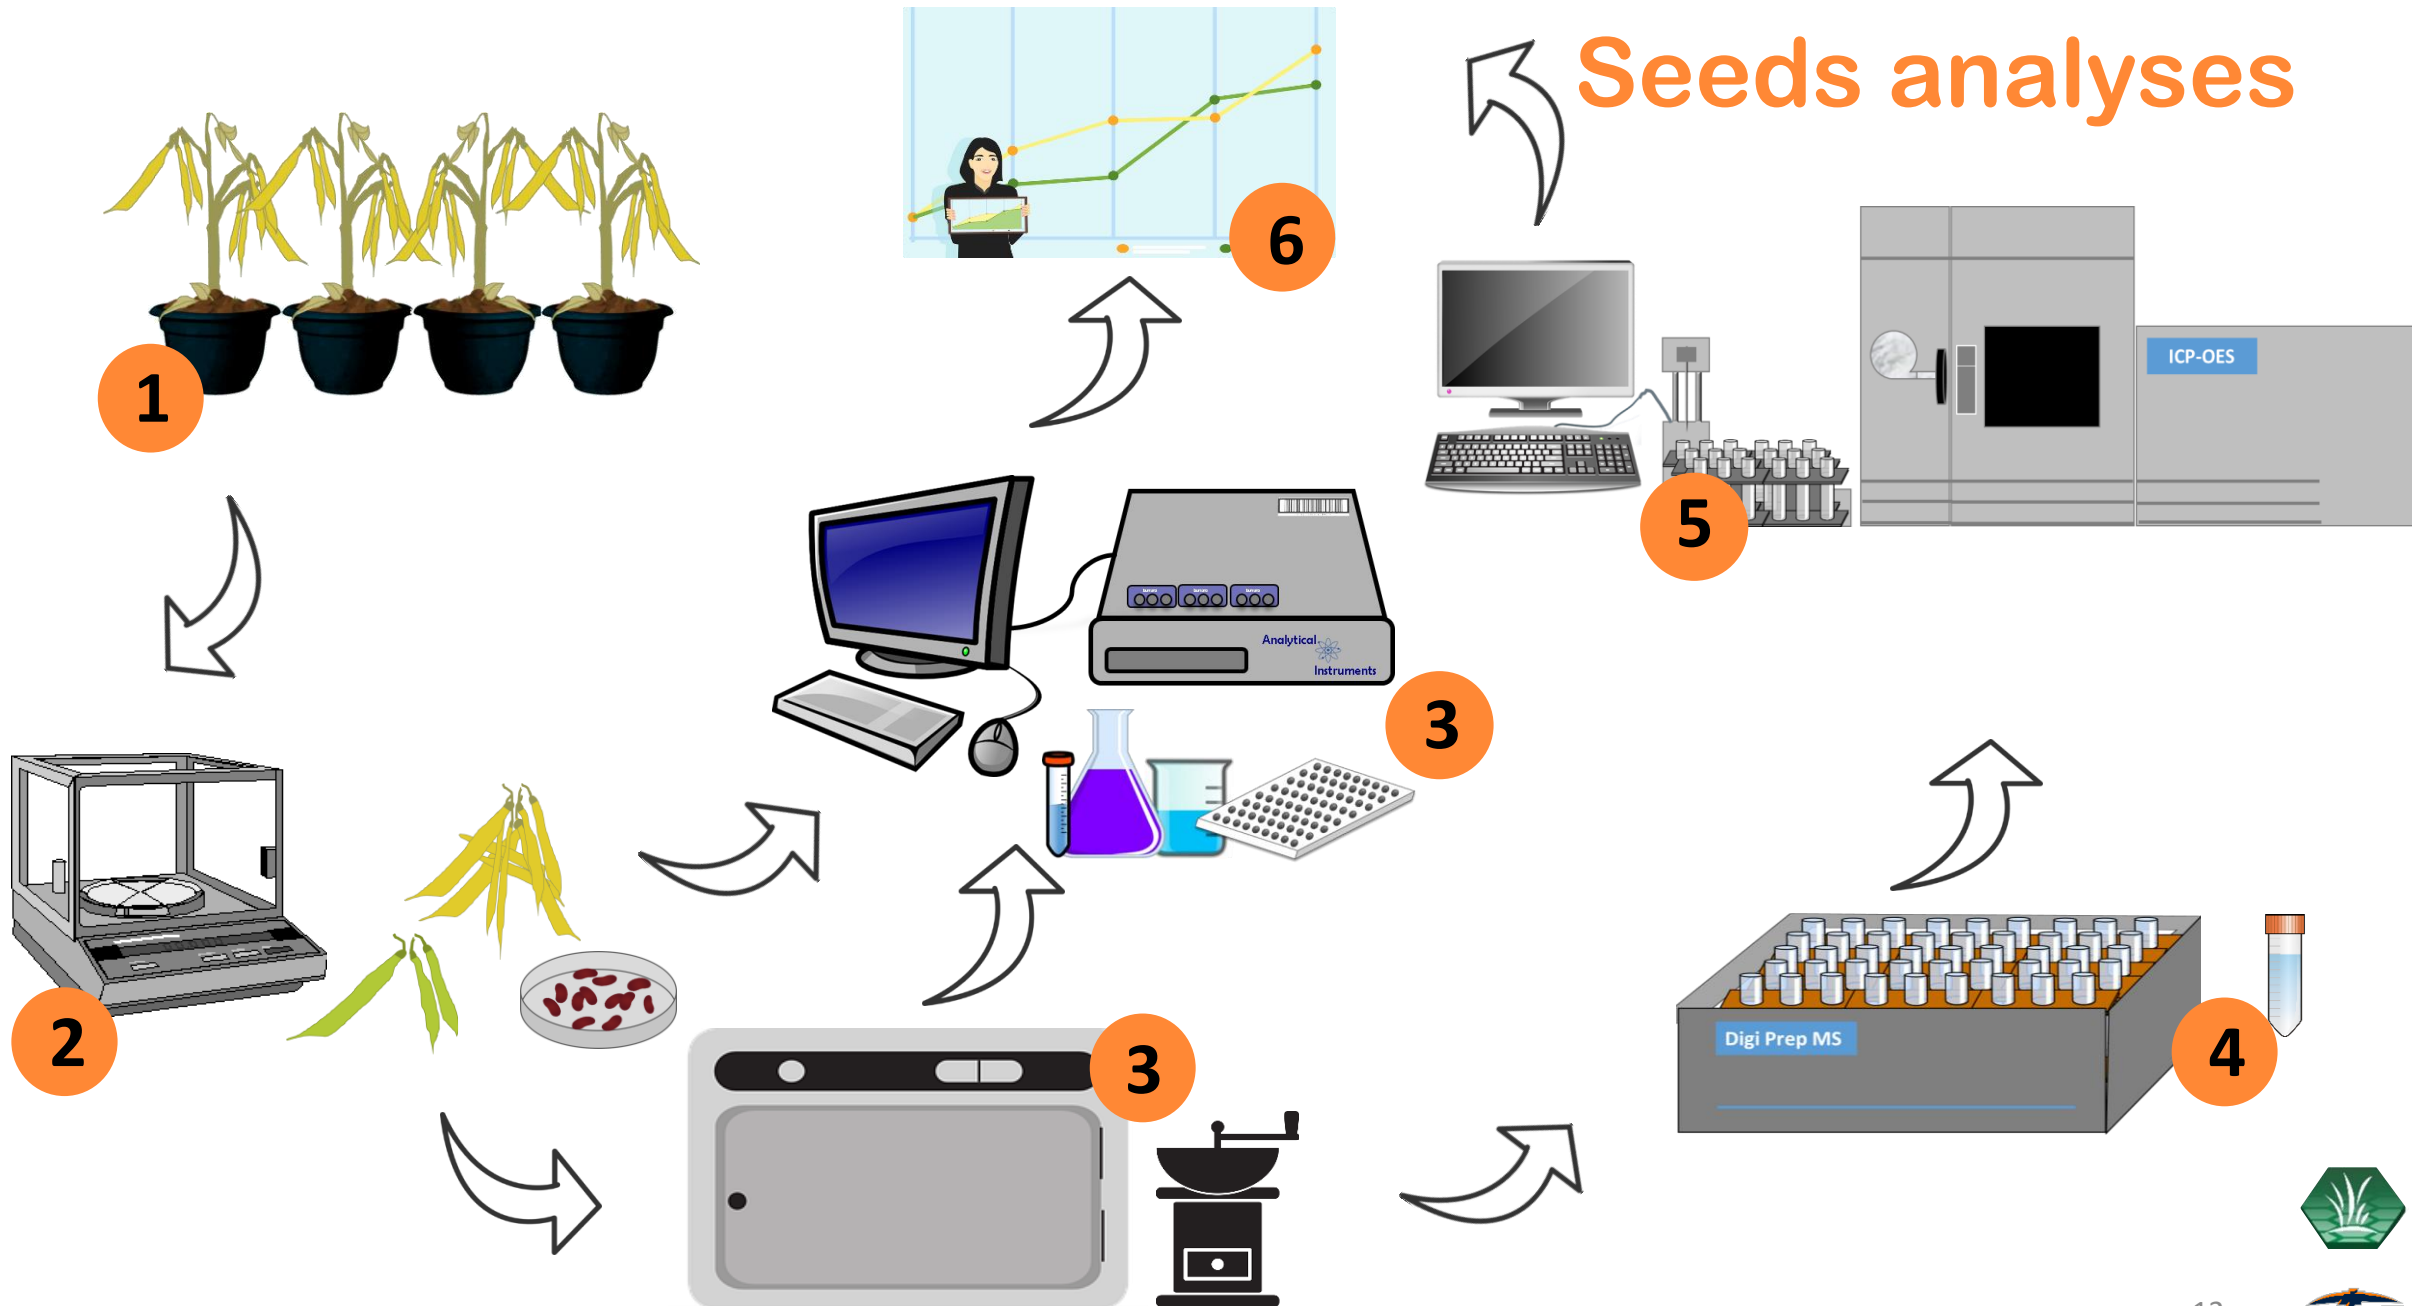 Seeds analyses
1
6
ICP-OES
5
Analytical
Instruments
3
2
3
Digi Prep MS
4